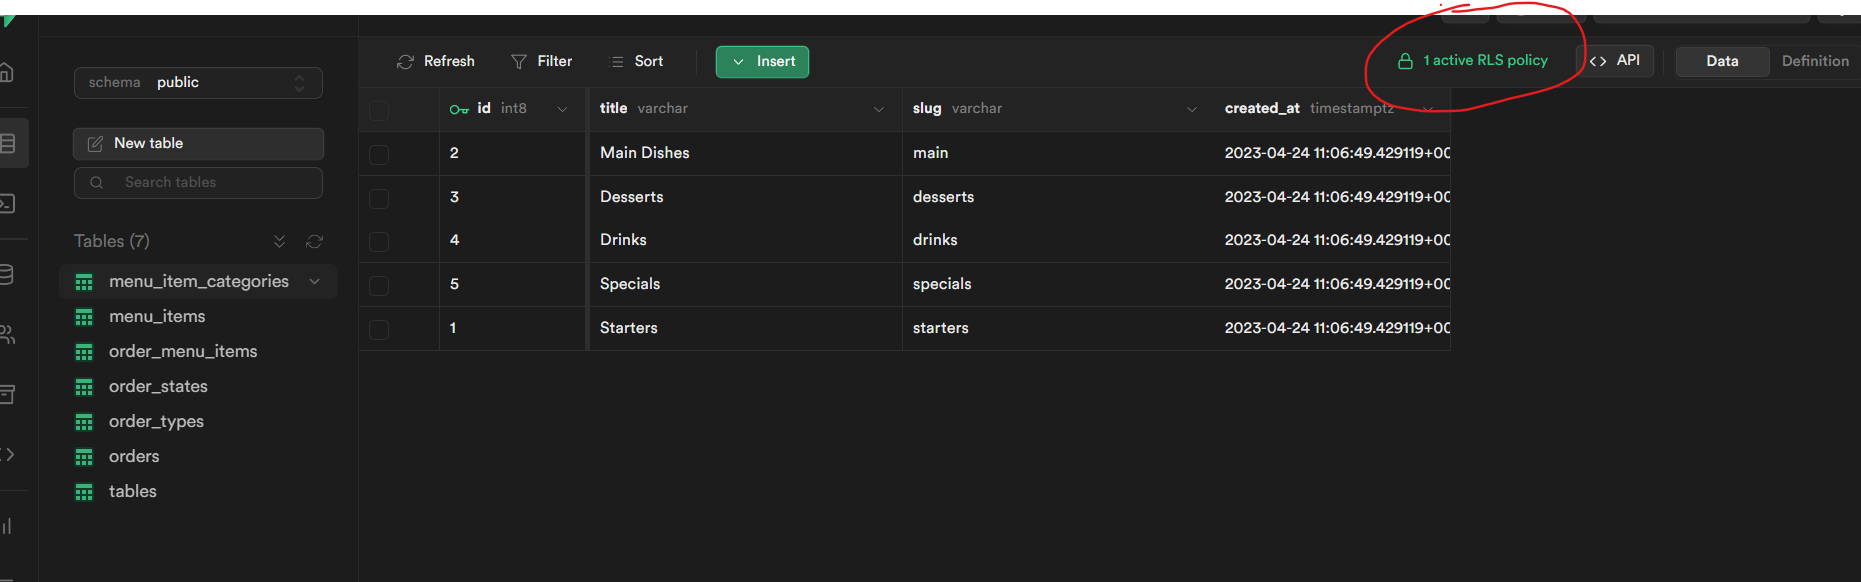 schema public
New table
Search tables
Tables (7)
menu_item_categories
menu_items
order_menu_items
order_states
order_types
orders
tables
Refresh Filter Sort Insert 1 active RLS policy <> API Data Definition
id int8 title varchar slug varchar created_at timestamptz
2 Main Dishes main 2023-04-24 11:06:49.429119+00
3 Desserts desserts 2023-04-24 11:06:49.429119+00
4 Drinks drinks 2023-04-24 11:06:49.429119+00
5 Specials specials 2023-04-24 11:06:49.429119+00
1 Starters starters 2023-04-24 11:06:49.429119+00